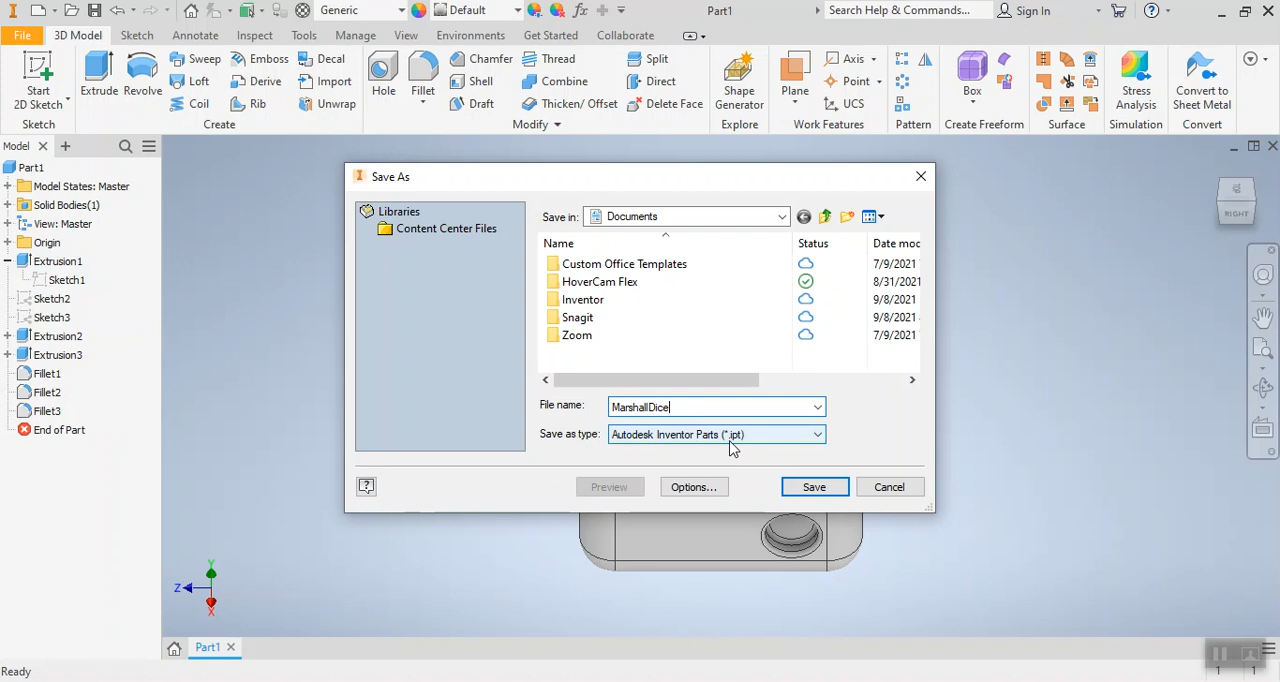 Generic
Default
Part1
Search Help & Commands...
Sign In
File
3D Model
Sketch
Annotate
Inspect
Tools
Manage
View
Environments
Get Started
Collaborate
Start
2D Sketch
Extrude
Revolve
Sweep
Loft
Coil
Emboss
Derive
Rib
Decal
Import
Unwrap
Hole
Fillet
Chamfer
Shell
Draft
Thread
Combine
Thicken/ Offset
Split
Direct
Delete Face
Shape
Generator
Plane
Axis
Point
UCS
Box
Stress
Analysis
Convert to
Sheet Metal
Sketch
Create
Modify
Explore
Work Features
Pattern
Create Freeform
Surface
Simulation
Convert
Model
Part1
Model States: Master
Solid Bodies(1)
View: Master
Origin
Extrusion1
Sketch1
Sketch2
Sketch3
Extrusion2
Extrusion3
Fillet1
Fillet2
Fillet3
End of Part
Save As
Libraries
Content Center Files
Save in:
Documents
Name
Status
Date mod
Custom Office Templates
7/9/2021
HoverCam Flex
8/31/2021
Inventor
9/8/2021
Snagit
9/8/2021
Zoom
7/9/2021
File name:
MarshallDice
Save as type:
Autodesk Inventor Parts (*.ipt)
Preview
Options...
Save
Cancel
RIGHT
Y
Z
X
Part1
Ready
1
1